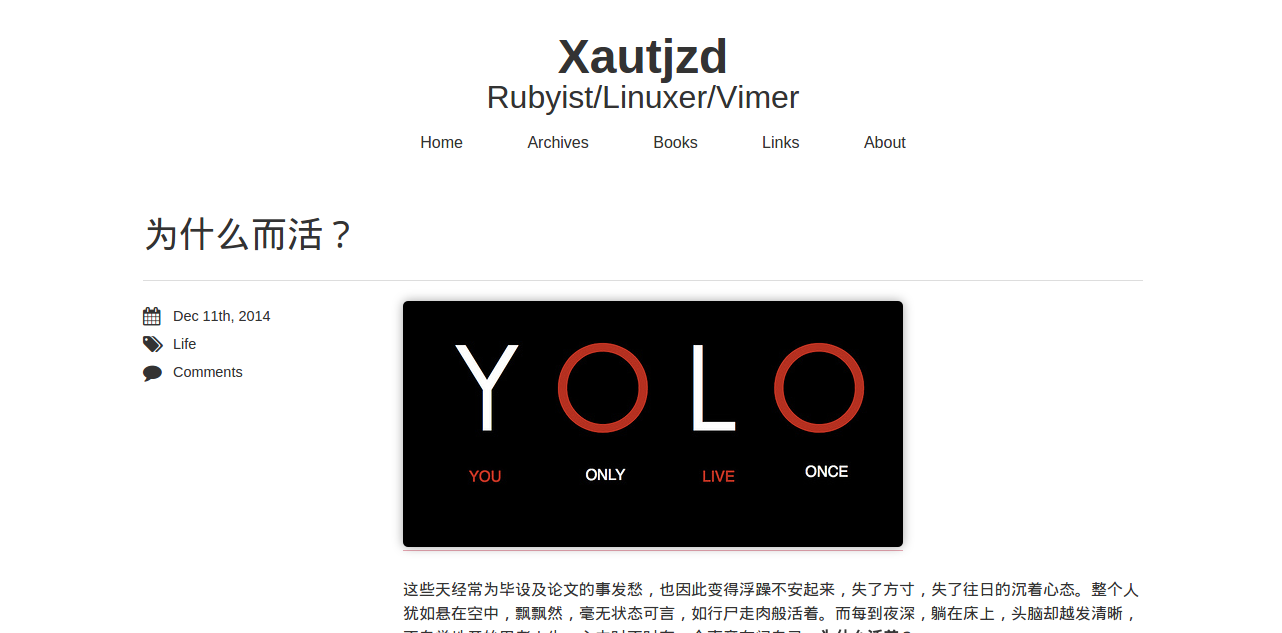 Xautjzd
Rubyist/Linuxer/Vimer
Home Archives Books Links About
为什么而活？
Dec 11th, 2014
Life
Comments
Y O L O
YOU ONLY LIVE ONCE
这些天经常为毕设及论文的事发愁，也因此变得浮躁不安起来，失了方寸，失了往日的沉着心态。整个人
犹如悬在空中，飘飘然，毫无状态可言，如行尸走肉般活着。而每到夜深，躺在床上，头脑却越发清晰，